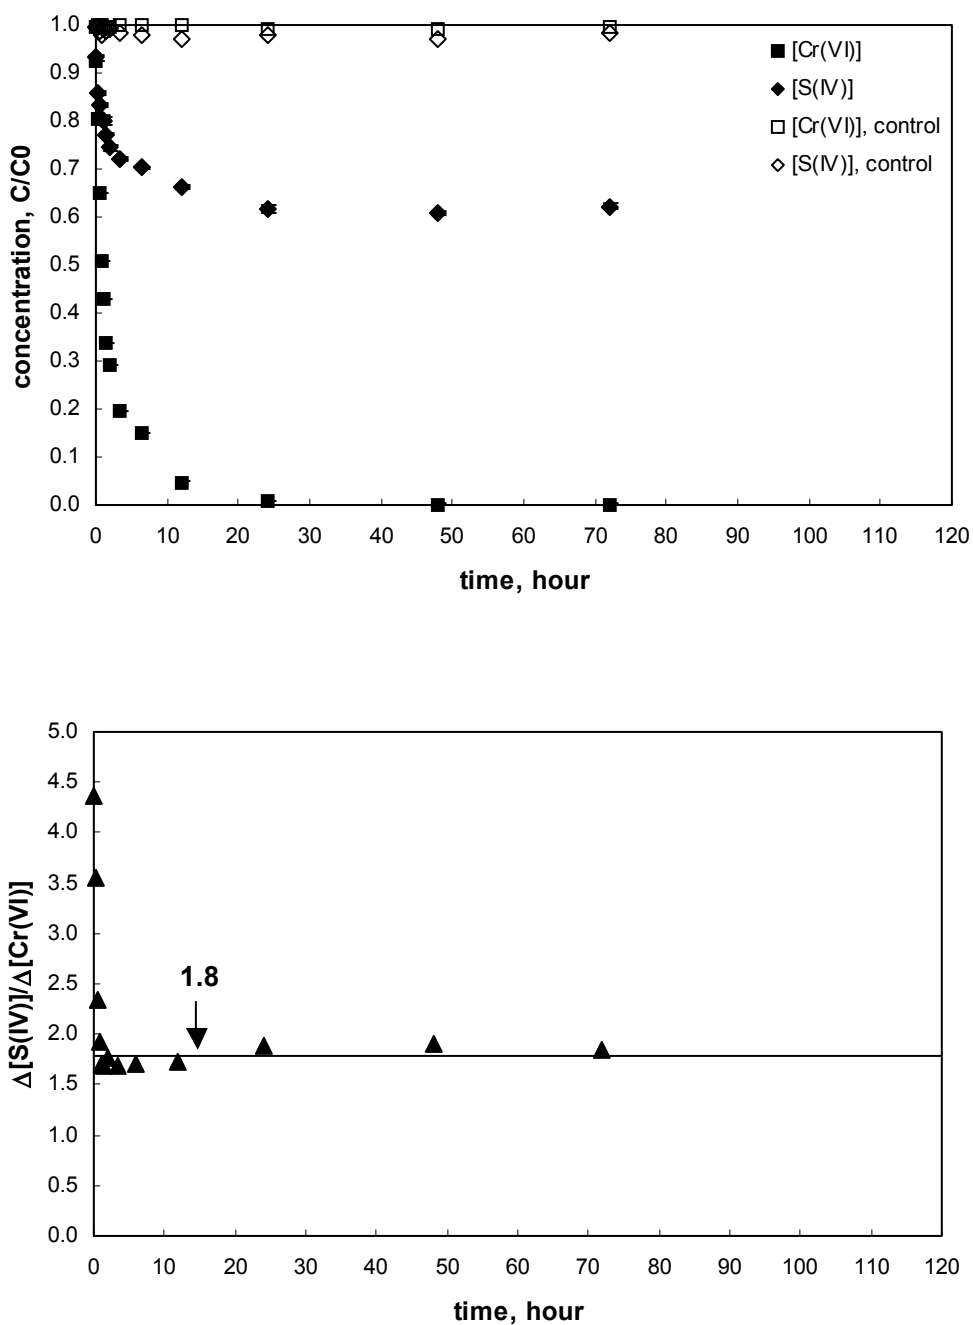 1.0
0.9
0.8
0.7
0.6
0.5
0.4
0.3
0.2
0.1
0.0
concentration, C/C0
[Cr(VI)]
[S(IV)]
[Cr(VI)], control
[S(IV)], control
0 10 20 30 40 50 60 70 80 90 100 110 120
time, hour
5.0
4.5
4.0
3.5
3.0
2.5
2.0
1.5
1.0
0.5
0.0
Δ[S(IV)]/Δ[Cr(VI)]
1.8
0 10 20 30 40 50 60 70 80 90 100 110 120
time, hour